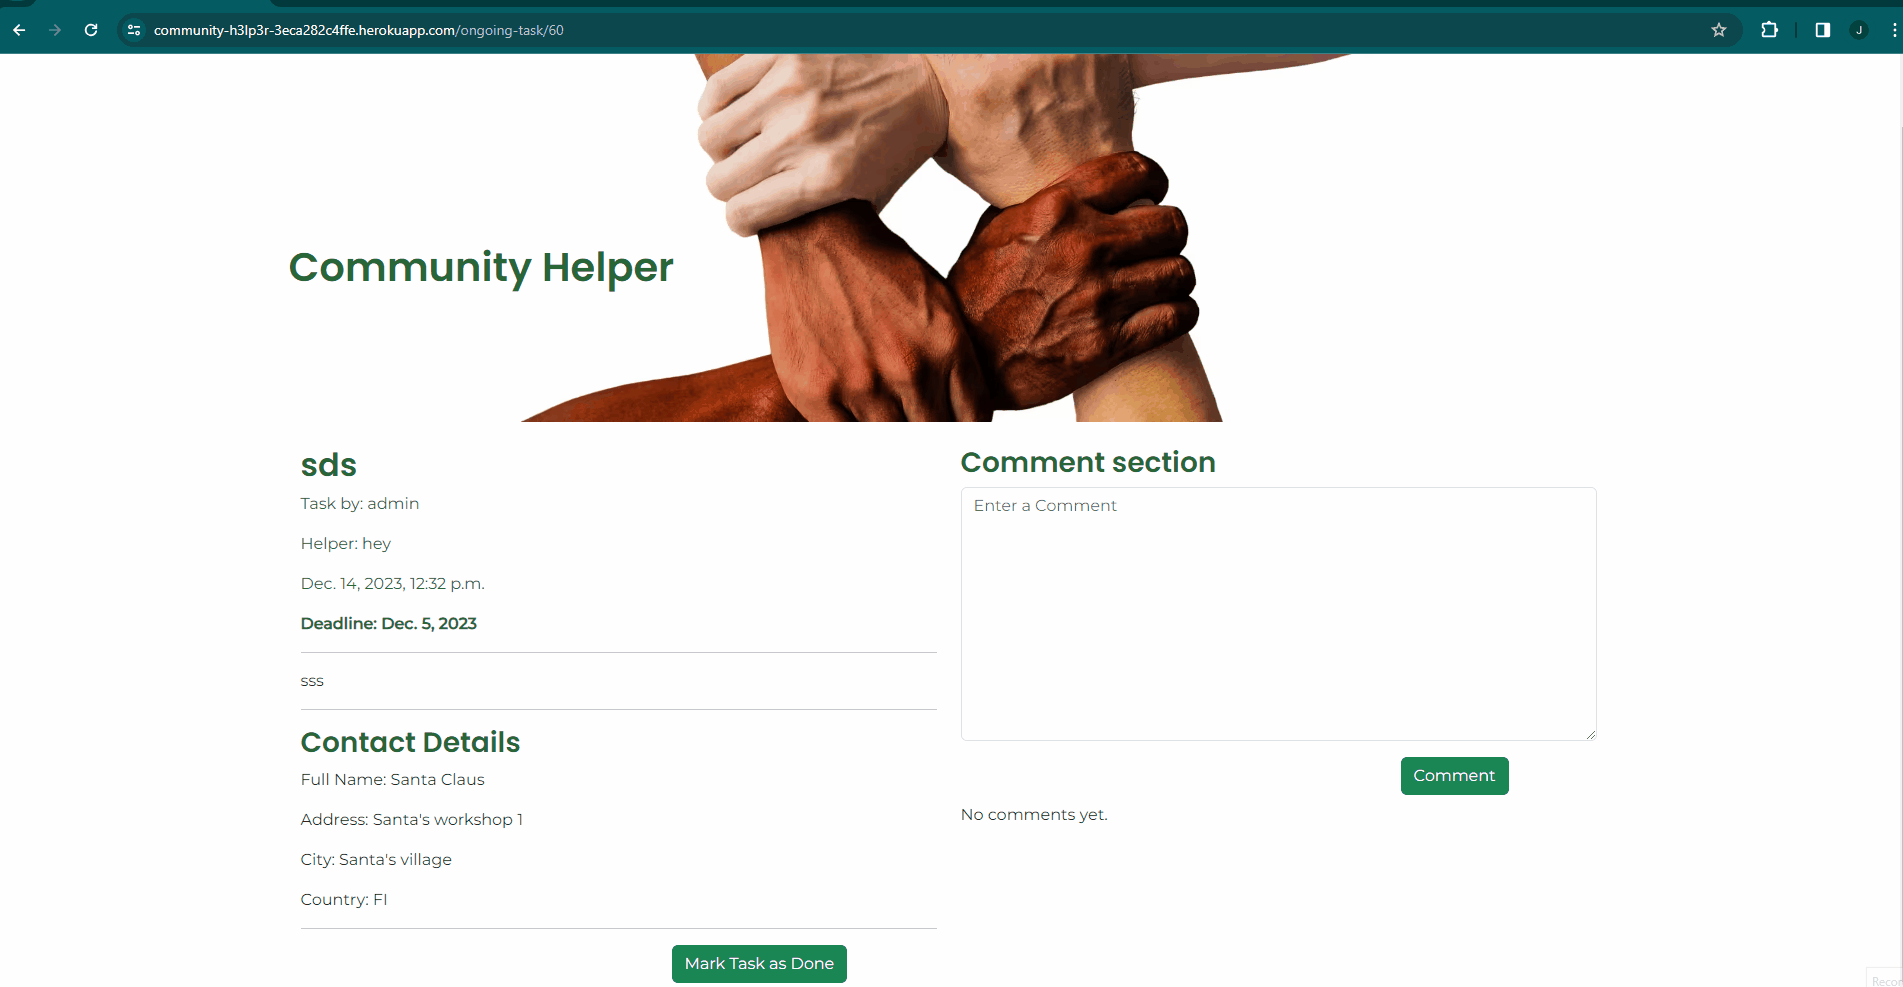 community-h3lp3r-3eca282c4ffe.herokuapp.com/ongoing-task/60
J
Community Helper
sds
Task by: admin
Helper: hey
Dec. 14, 2023, 12:32 p.m.
Deadline: Dec. 5, 2023
sss
Contact Details
Full Name: Santa Claus
Address: Santa's workshop 1
City: Santa's village
Country: FI
Mark Task as Done
Comment section
Enter a Comment
Comment
No comments yet.